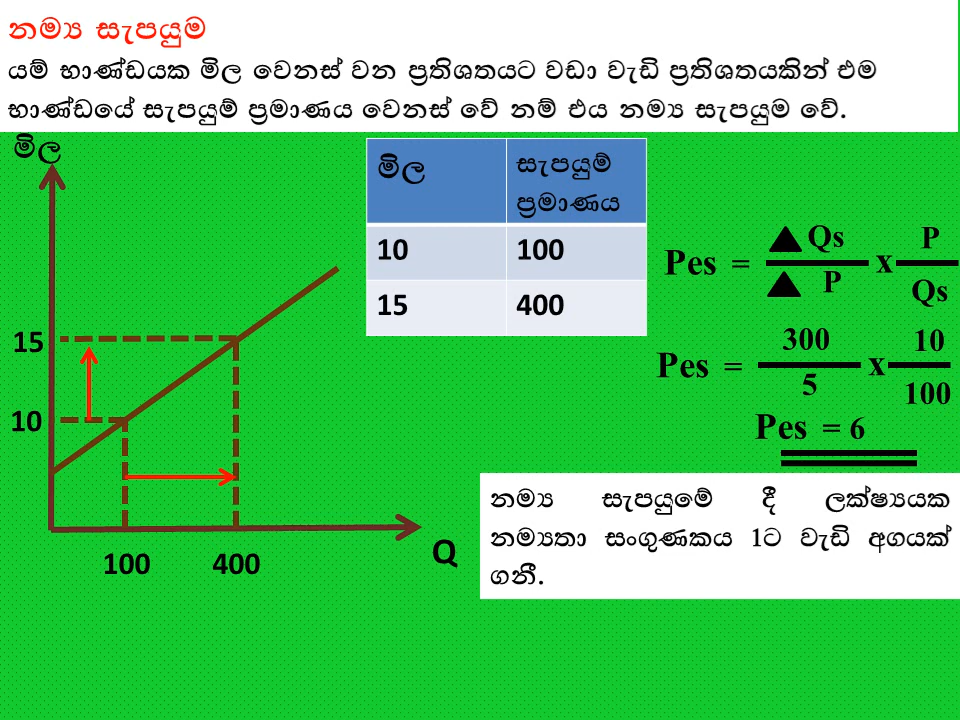 නම්‍ය සැපයුම
යම් භාණ්ඩයක මිල වෙනස් වන ප්‍රතිශතයට වඩා වැඩි ප්‍රතිශතයකින් එම
භාණ්ඩයේ සැපයුම් ප්‍රමාණය වෙනස් වේ නම් එය නම්‍ය සැපයුම වේ.
මිල
මිල සැපයුම් ප්‍රමාණය
10 100
15 400
15
10
100 400
Q
Pes = ▲Qs / ▲P x P / Qs
Pes = 300 / 5 x 10 / 100
Pes = 6
නම්‍ය සැපයුමේ දී ලක්ෂ්‍යයක
නම්‍යතා සංගුණකය 1ට වැඩි අගයක්
ගනී.